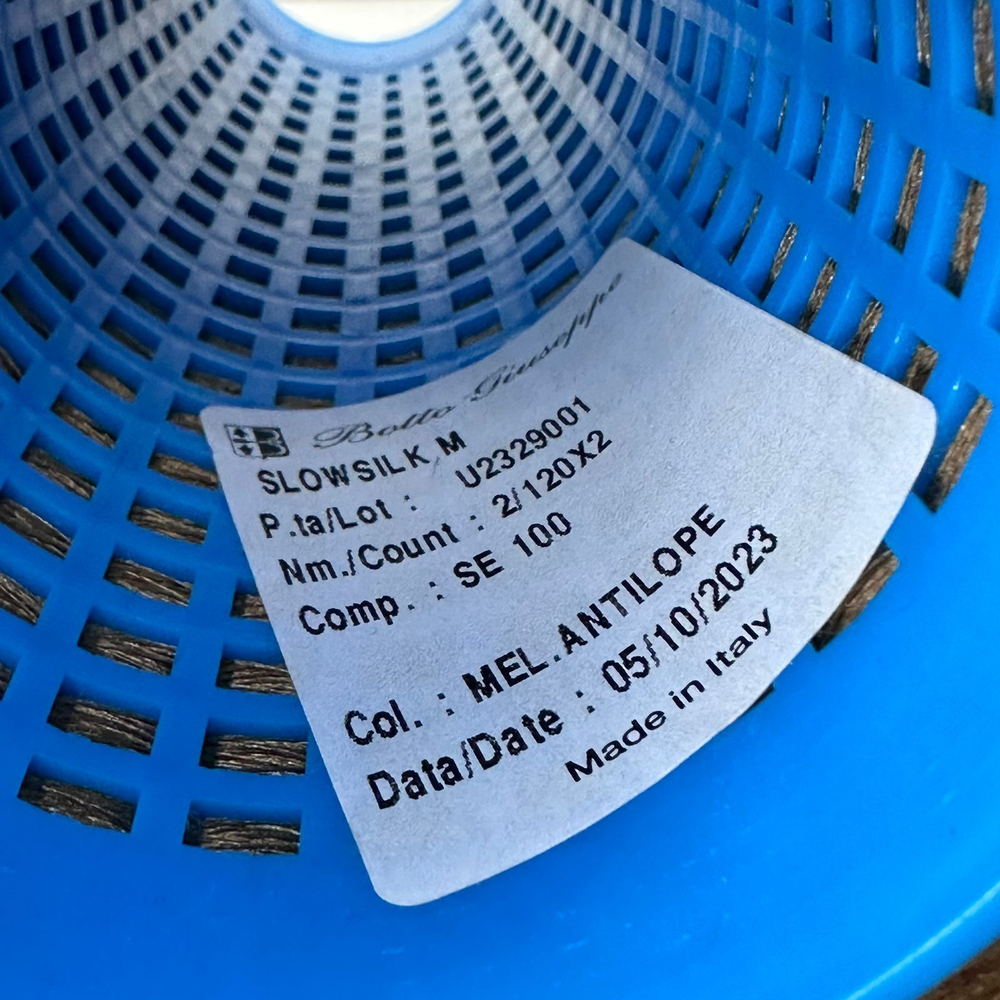 Botto Giuseppe
SLOWSILK M
P.ta/Lot : U2329001
Nm./Count : 2/120X2
Comp. : SE 100
Col. : MEL.ANTILOPE
Data/Date : 05/10/2023
Made in Italy